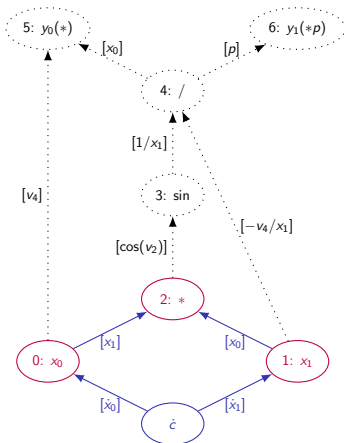 5: y₀(*)
6: y₁(*p)
[x₀]
[p]
4: /
[1/x₁]
[v₄]
3: sin
[−v₄/x₁]
[cos(v₂)]
2: *
[x₁]
[x₀]
0: x₀
1: x₁
[ẋ₀]
[ẋ₁]
ċ